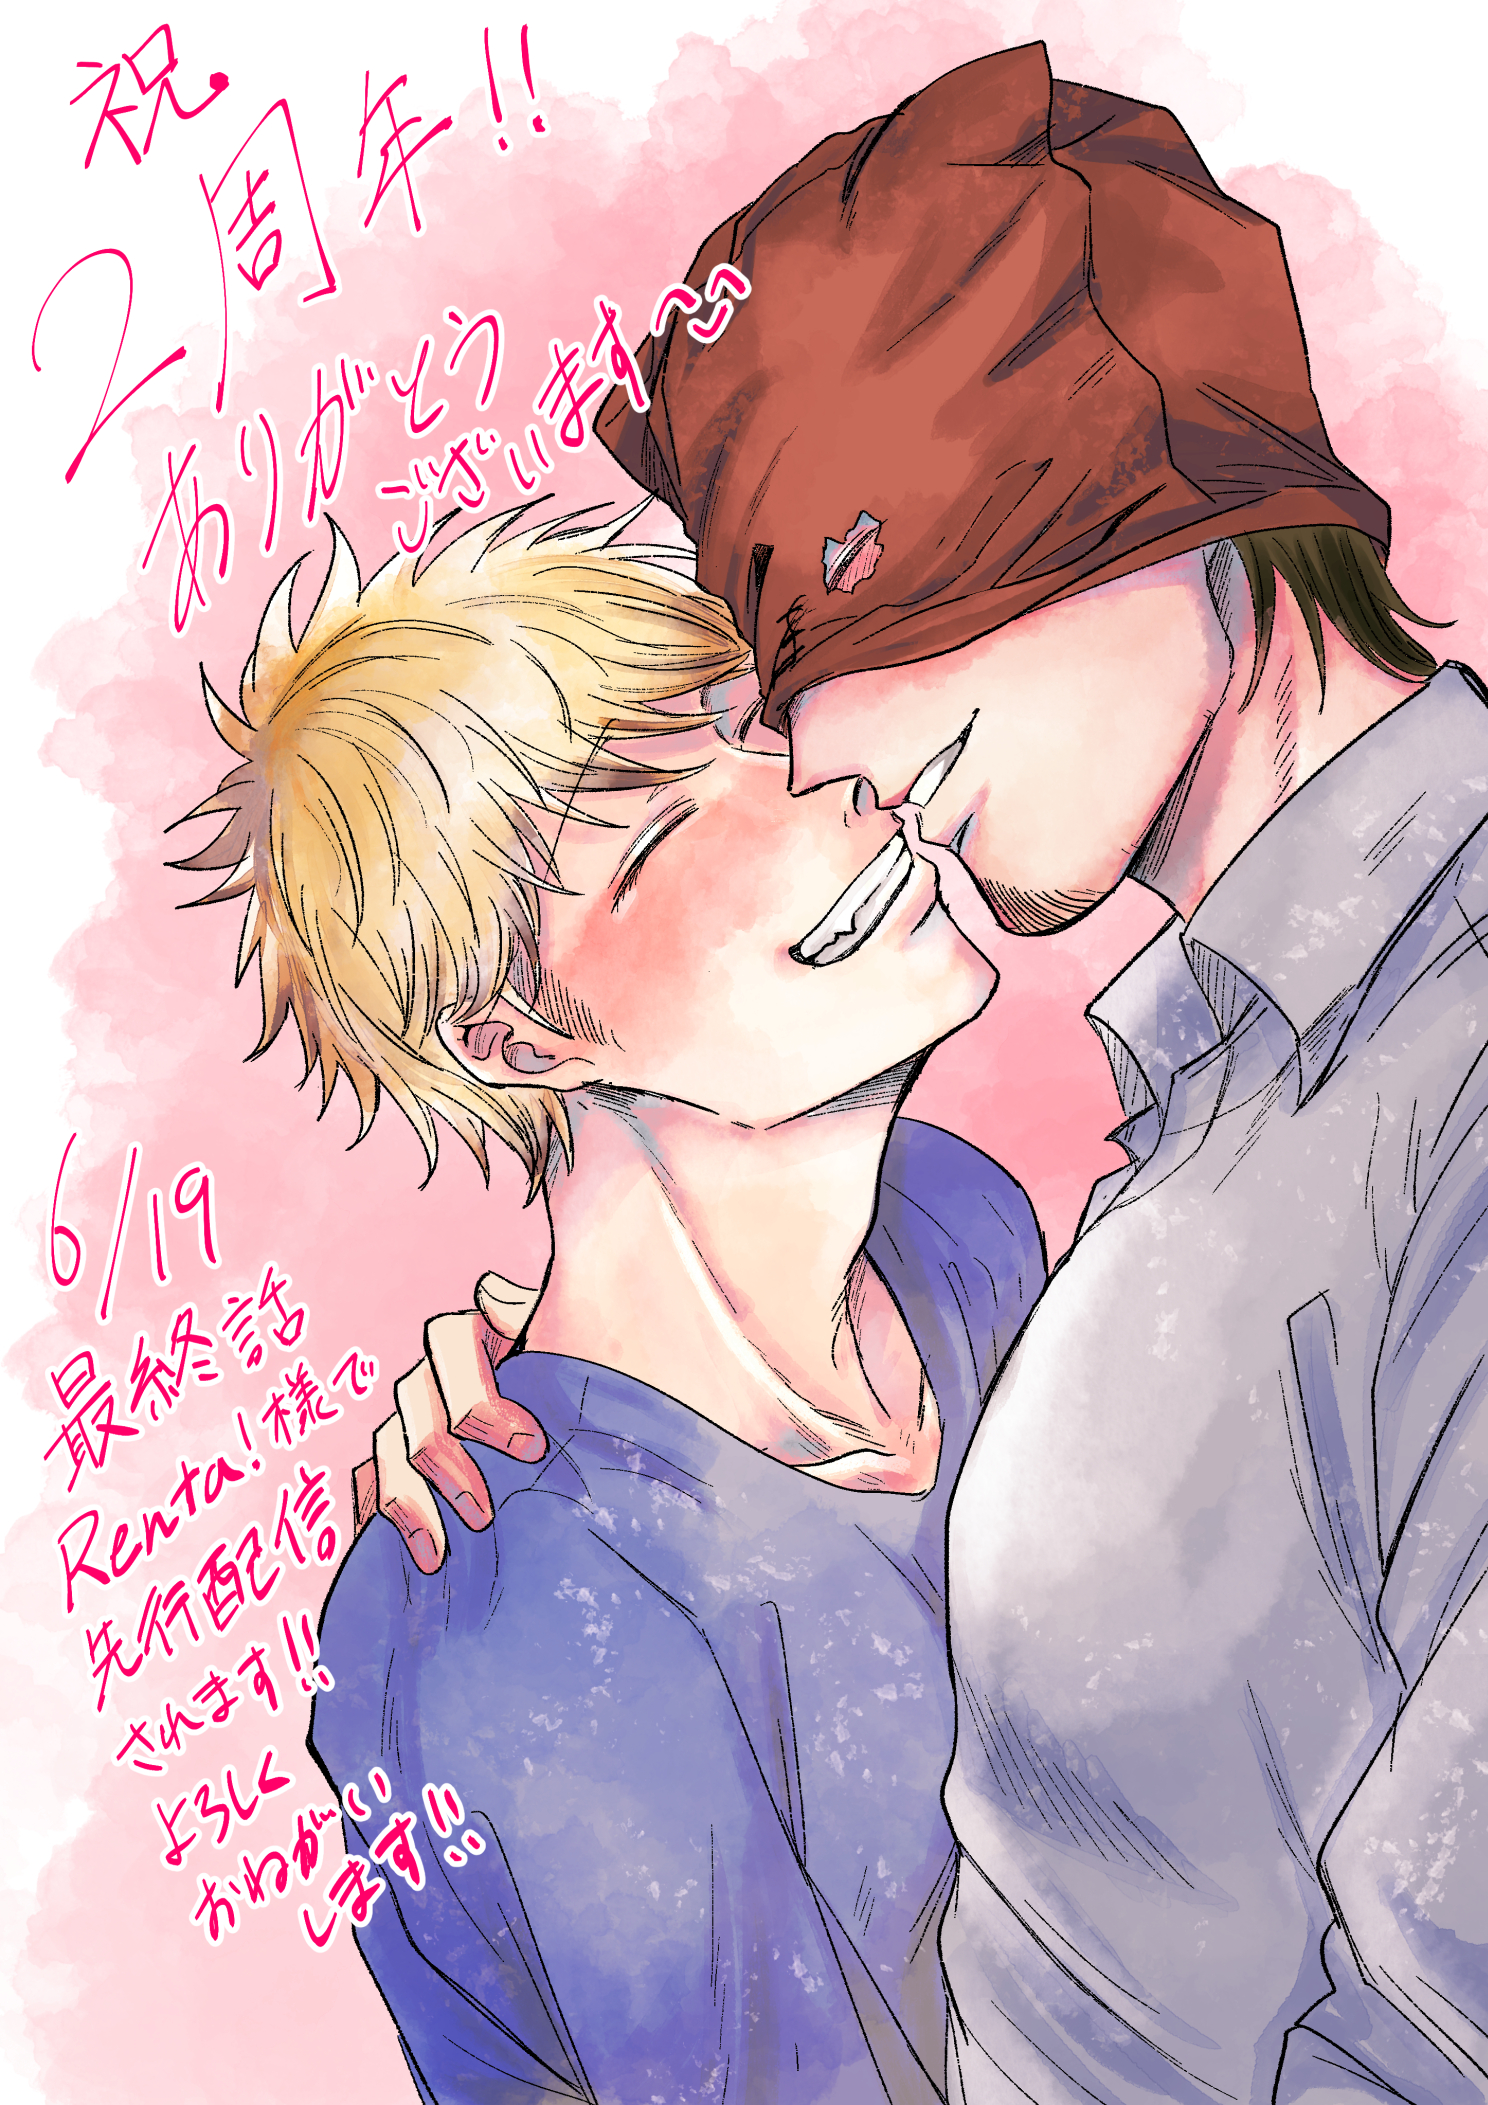 祝
2周年!!
ありがとう
ございます
6/19
最終話
Renta!様で
先行配信
されます!!
よろしく
おねがい
します!!